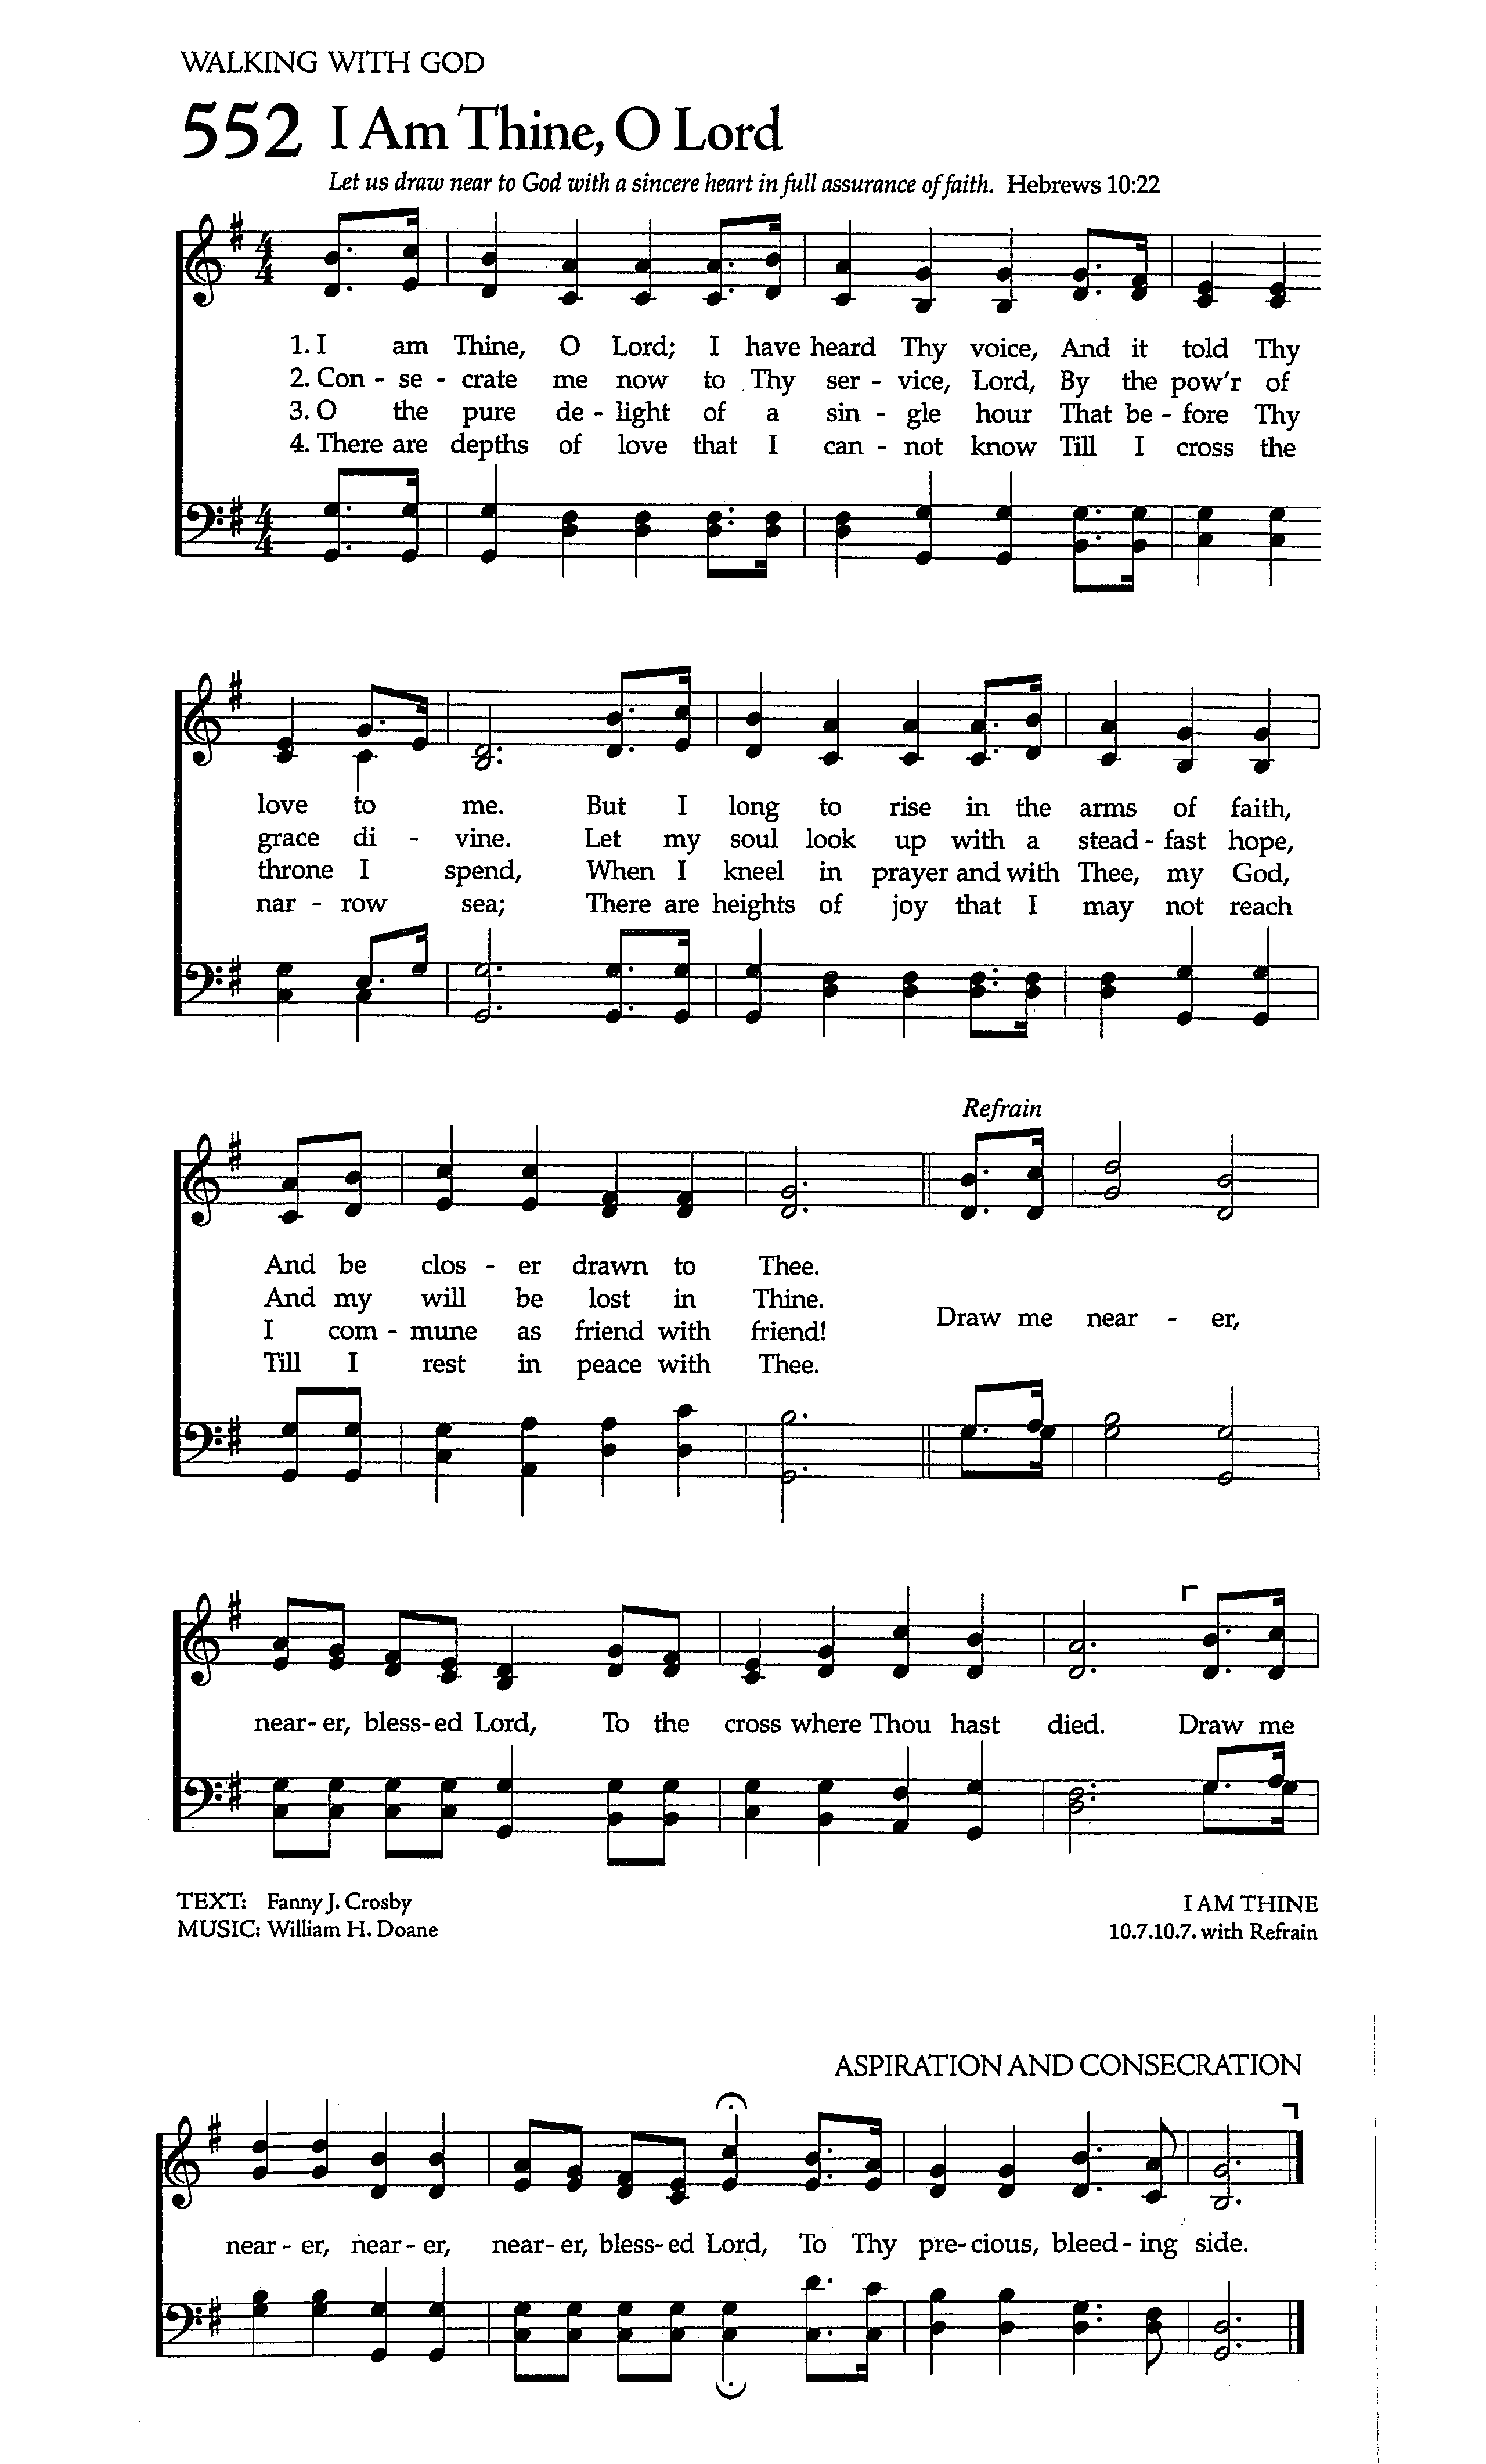 WALKING WITH GOD
552 I Am Thine, O Lord
Let us draw near to God with a sincere heart in full assurance of faith. Hebrews 10:22
1. I am Thine, O Lord; I have heard Thy voice, And it told Thy
2. Con - se - crate me now to Thy ser - vice, Lord, By the pow'r of
3. O the pure de - light of a sin - gle hour That be - fore Thy
4. There are depths of love that I can - not know Till I cross the
love to me. But I long to rise in the arms of faith,
grace di - vine. Let my soul look up with a stead - fast hope,
throne I spend, When I kneel in prayer and with Thee, my God,
nar - row sea; There are heights of joy that I may not reach
Refrain
And be clos - er drawn to Thee.
And my will be lost in Thine.
Draw me near - er,
I com - mune as friend with friend!
Till I rest in peace with Thee.
near - er, bless - ed Lord, To the cross where Thou hast died. Draw me
TEXT: Fanny J. Crosby
MUSIC: William H. Doane
I AM THINE
10.7.10.7. with Refrain
ASPIRATION AND CONSECRATION
near - er, near - er, near - er, bless - ed Lord, To Thy pre - cious, bleed - ing side.